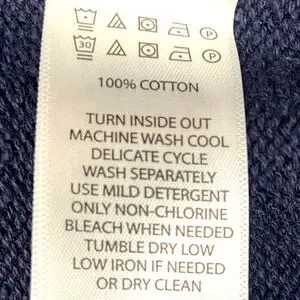 P
30 P
100% COTTON
TURN INSIDE OUT
MACHINE WASH COOL
DELICATE CYCLE
WASH SEPARATELY
USE MILD DETERGENT
ONLY NON-CHLORINE
BLEACH WHEN NEEDED
TUMBLE DRY LOW
LOW IRON IF NEEDED
OR DRY CLEAN